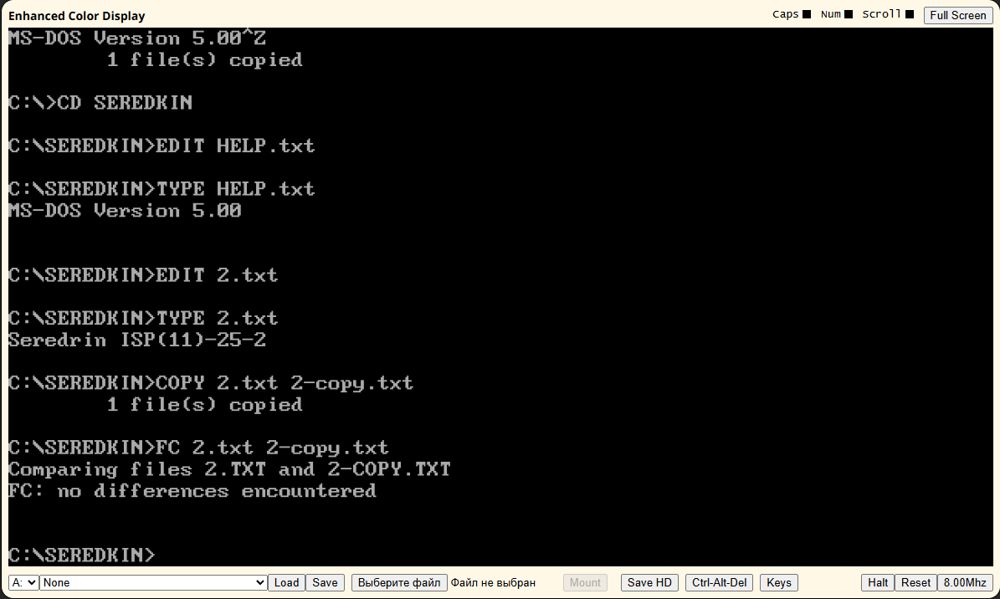 Enhanced Color Display
Caps Num Scroll Full Screen
MS-DOS Version 5.00^Z
1 file(s) copied
C:\>CD SEREDKIN
C:\SEREDKIN>EDIT HELP.txt
C:\SEREDKIN>TYPE HELP.txt
MS-DOS Version 5.00
C:\SEREDKIN>EDIT 2.txt
C:\SEREDKIN>TYPE 2.txt
Seredrin ISP(11)-25-2
C:\SEREDKIN>COPY 2.txt 2-copy.txt
1 file(s) copied
C:\SEREDKIN>FC 2.txt 2-copy.txt
Comparing files 2.TXT and 2-COPY.TXT
FC: no differences encountered
C:\SEREDKIN>
A: None Load Save Выберите файл Файл не выбран Mount Save HD Ctrl-Alt-Del Keys Halt Reset 8.00Mhz